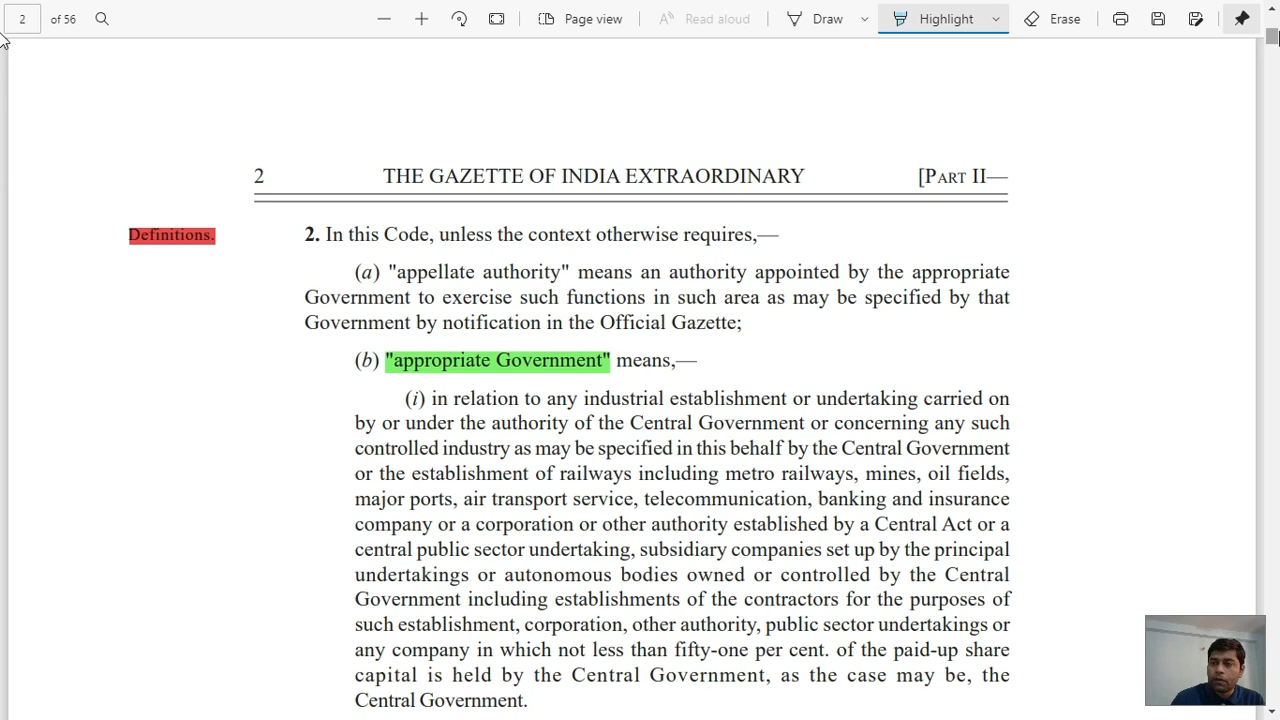 2 of 56 Page view Read aloud Draw Highlight Erase
2 THE GAZETTE OF INDIA EXTRAORDINARY [PART II—
Definitions. 2. In this Code, unless the context otherwise requires,—
(a) "appellate authority" means an authority appointed by the appropriate
Government to exercise such functions in such area as may be specified by that
Government by notification in the Official Gazette;
(b) "appropriate Government" means,—
(i) in relation to any industrial establishment or undertaking carried on
by or under the authority of the Central Government or concerning any such
controlled industry as may be specified in this behalf by the Central Government
or the establishment of railways including metro railways, mines, oil fields,
major ports, air transport service, telecommunication, banking and insurance
company or a corporation or other authority established by a Central Act or a
central public sector undertaking, subsidiary companies set up by the principal
undertakings or autonomous bodies owned or controlled by the Central
Government including establishments of the contractors for the purposes of
such establishment, corporation, other authority, public sector undertakings or
any company in which not less than fifty-one per cent. of the paid-up share
capital is held by the Central Government, as the case may be, the
Central Government.